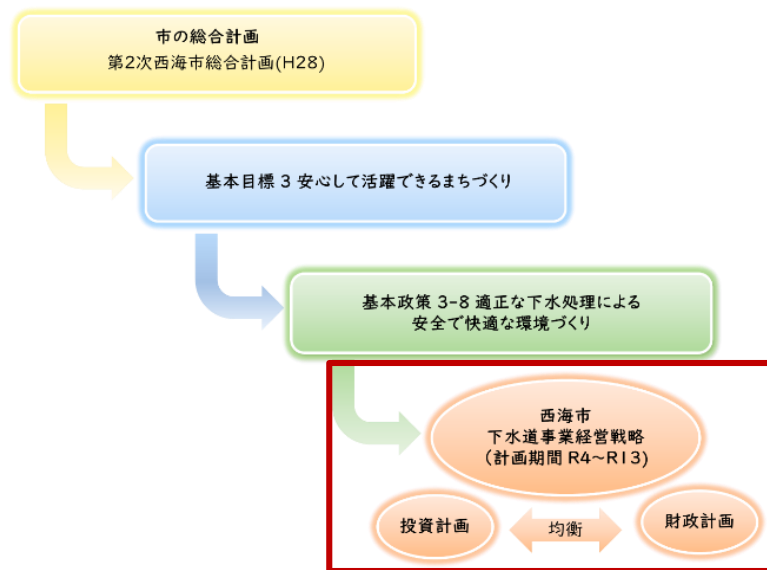 市の総合計画
第2次西海市総合計画(H28)
基本目標 3 安心して活躍できるまちづくり
基本政策 3-8 適正な下水処理による
安全で快適な環境づくり
西海市
下水道事業経営戦略
(計画期間 R4～R13)
投資計画
均衡
財政計画